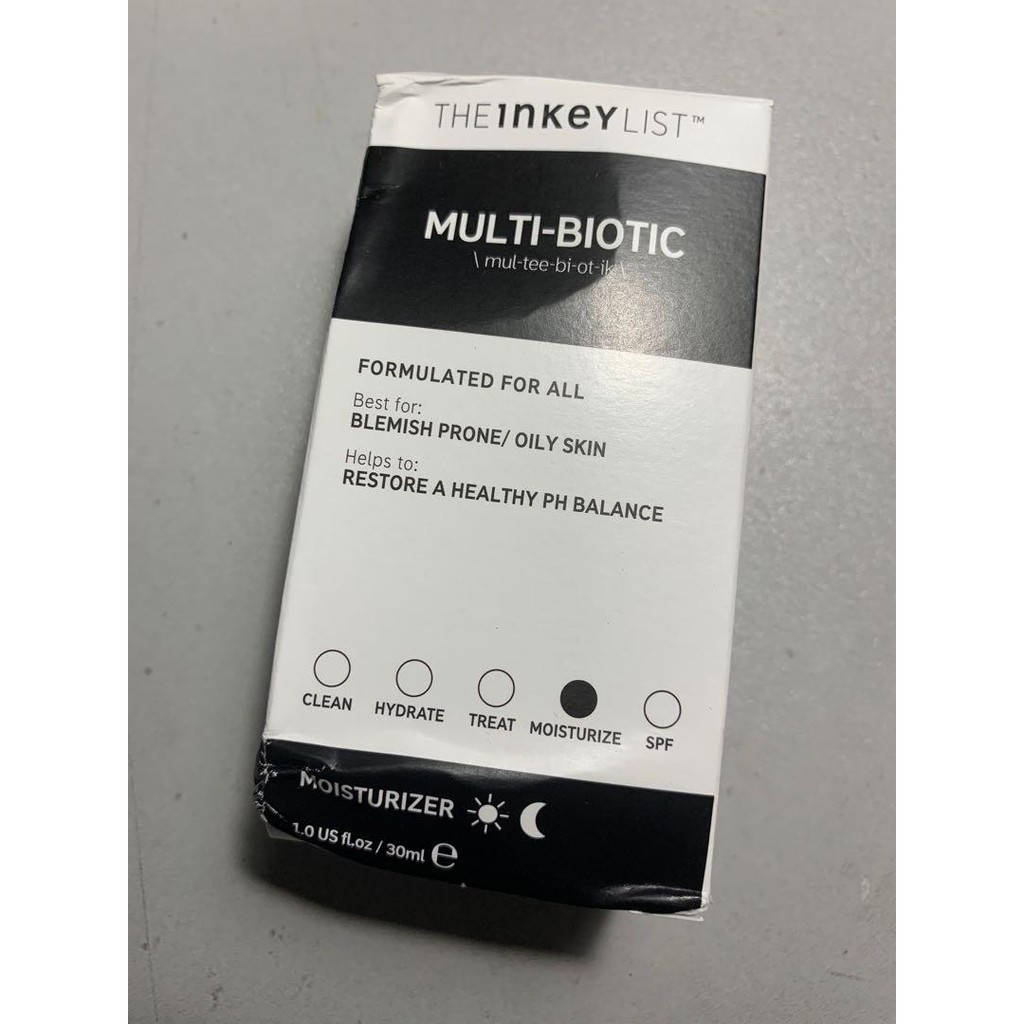 THE INKEY LIST™
MULTI-BIOTIC
\ mul-tee-bi-ot-ik \
FORMULATED FOR ALL
Best for:
BLEMISH PRONE/ OILY SKIN
Helps to:
RESTORE A HEALTHY PH BALANCE
CLEAN HYDRATE TREAT MOISTURIZE SPF
MOISTURIZER
1.0 US fl.oz / 30ml ℮